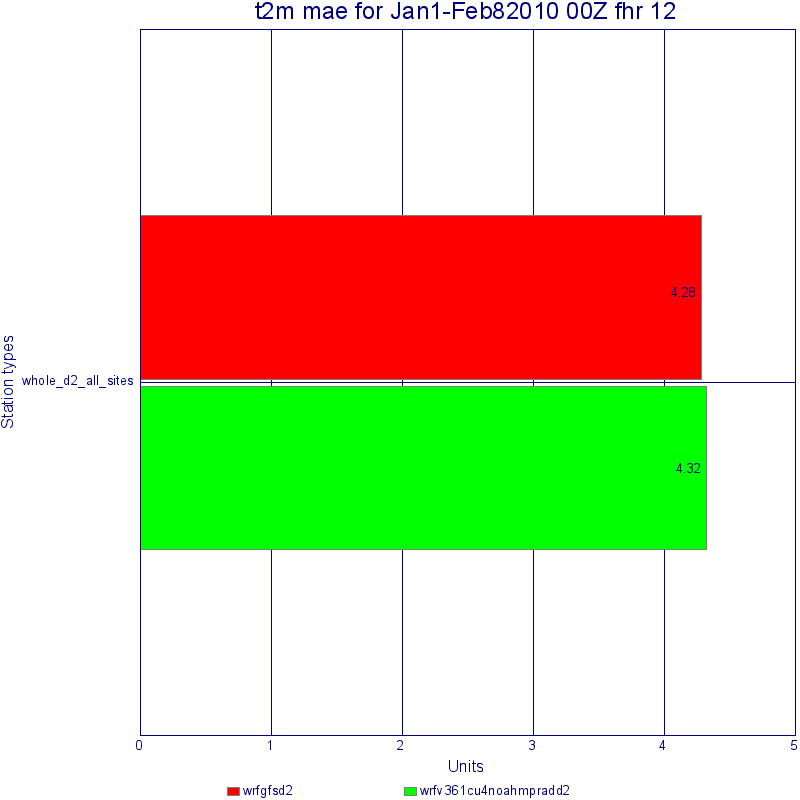 t2m mae for Jan1-Feb82010 00Z fhr 12
4.28
Station types
whole_d2_all_sites
4.32
0 1 2 3 4 5
Units
wrfgfsd2 wrfv361cu4noahmpradd2